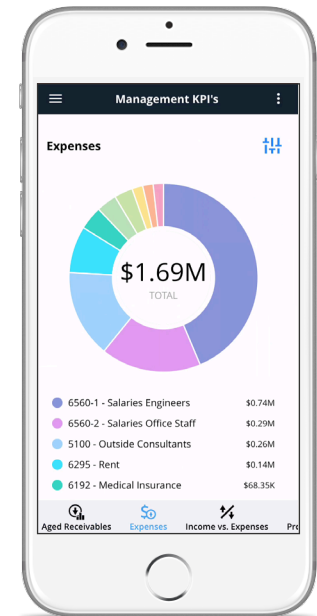 Management KPI's
Expenses
$1.69M
TOTAL
6560-1 - Salaries Engineers $0.74M
6560-2 - Salaries Office Staff $0.29M
5100 - Outside Consultants $0.26M
6295 - Rent $0.14M
6192 - Medical Insurance $68.35K
Aged Receivables Expenses Income vs. Expenses Pro